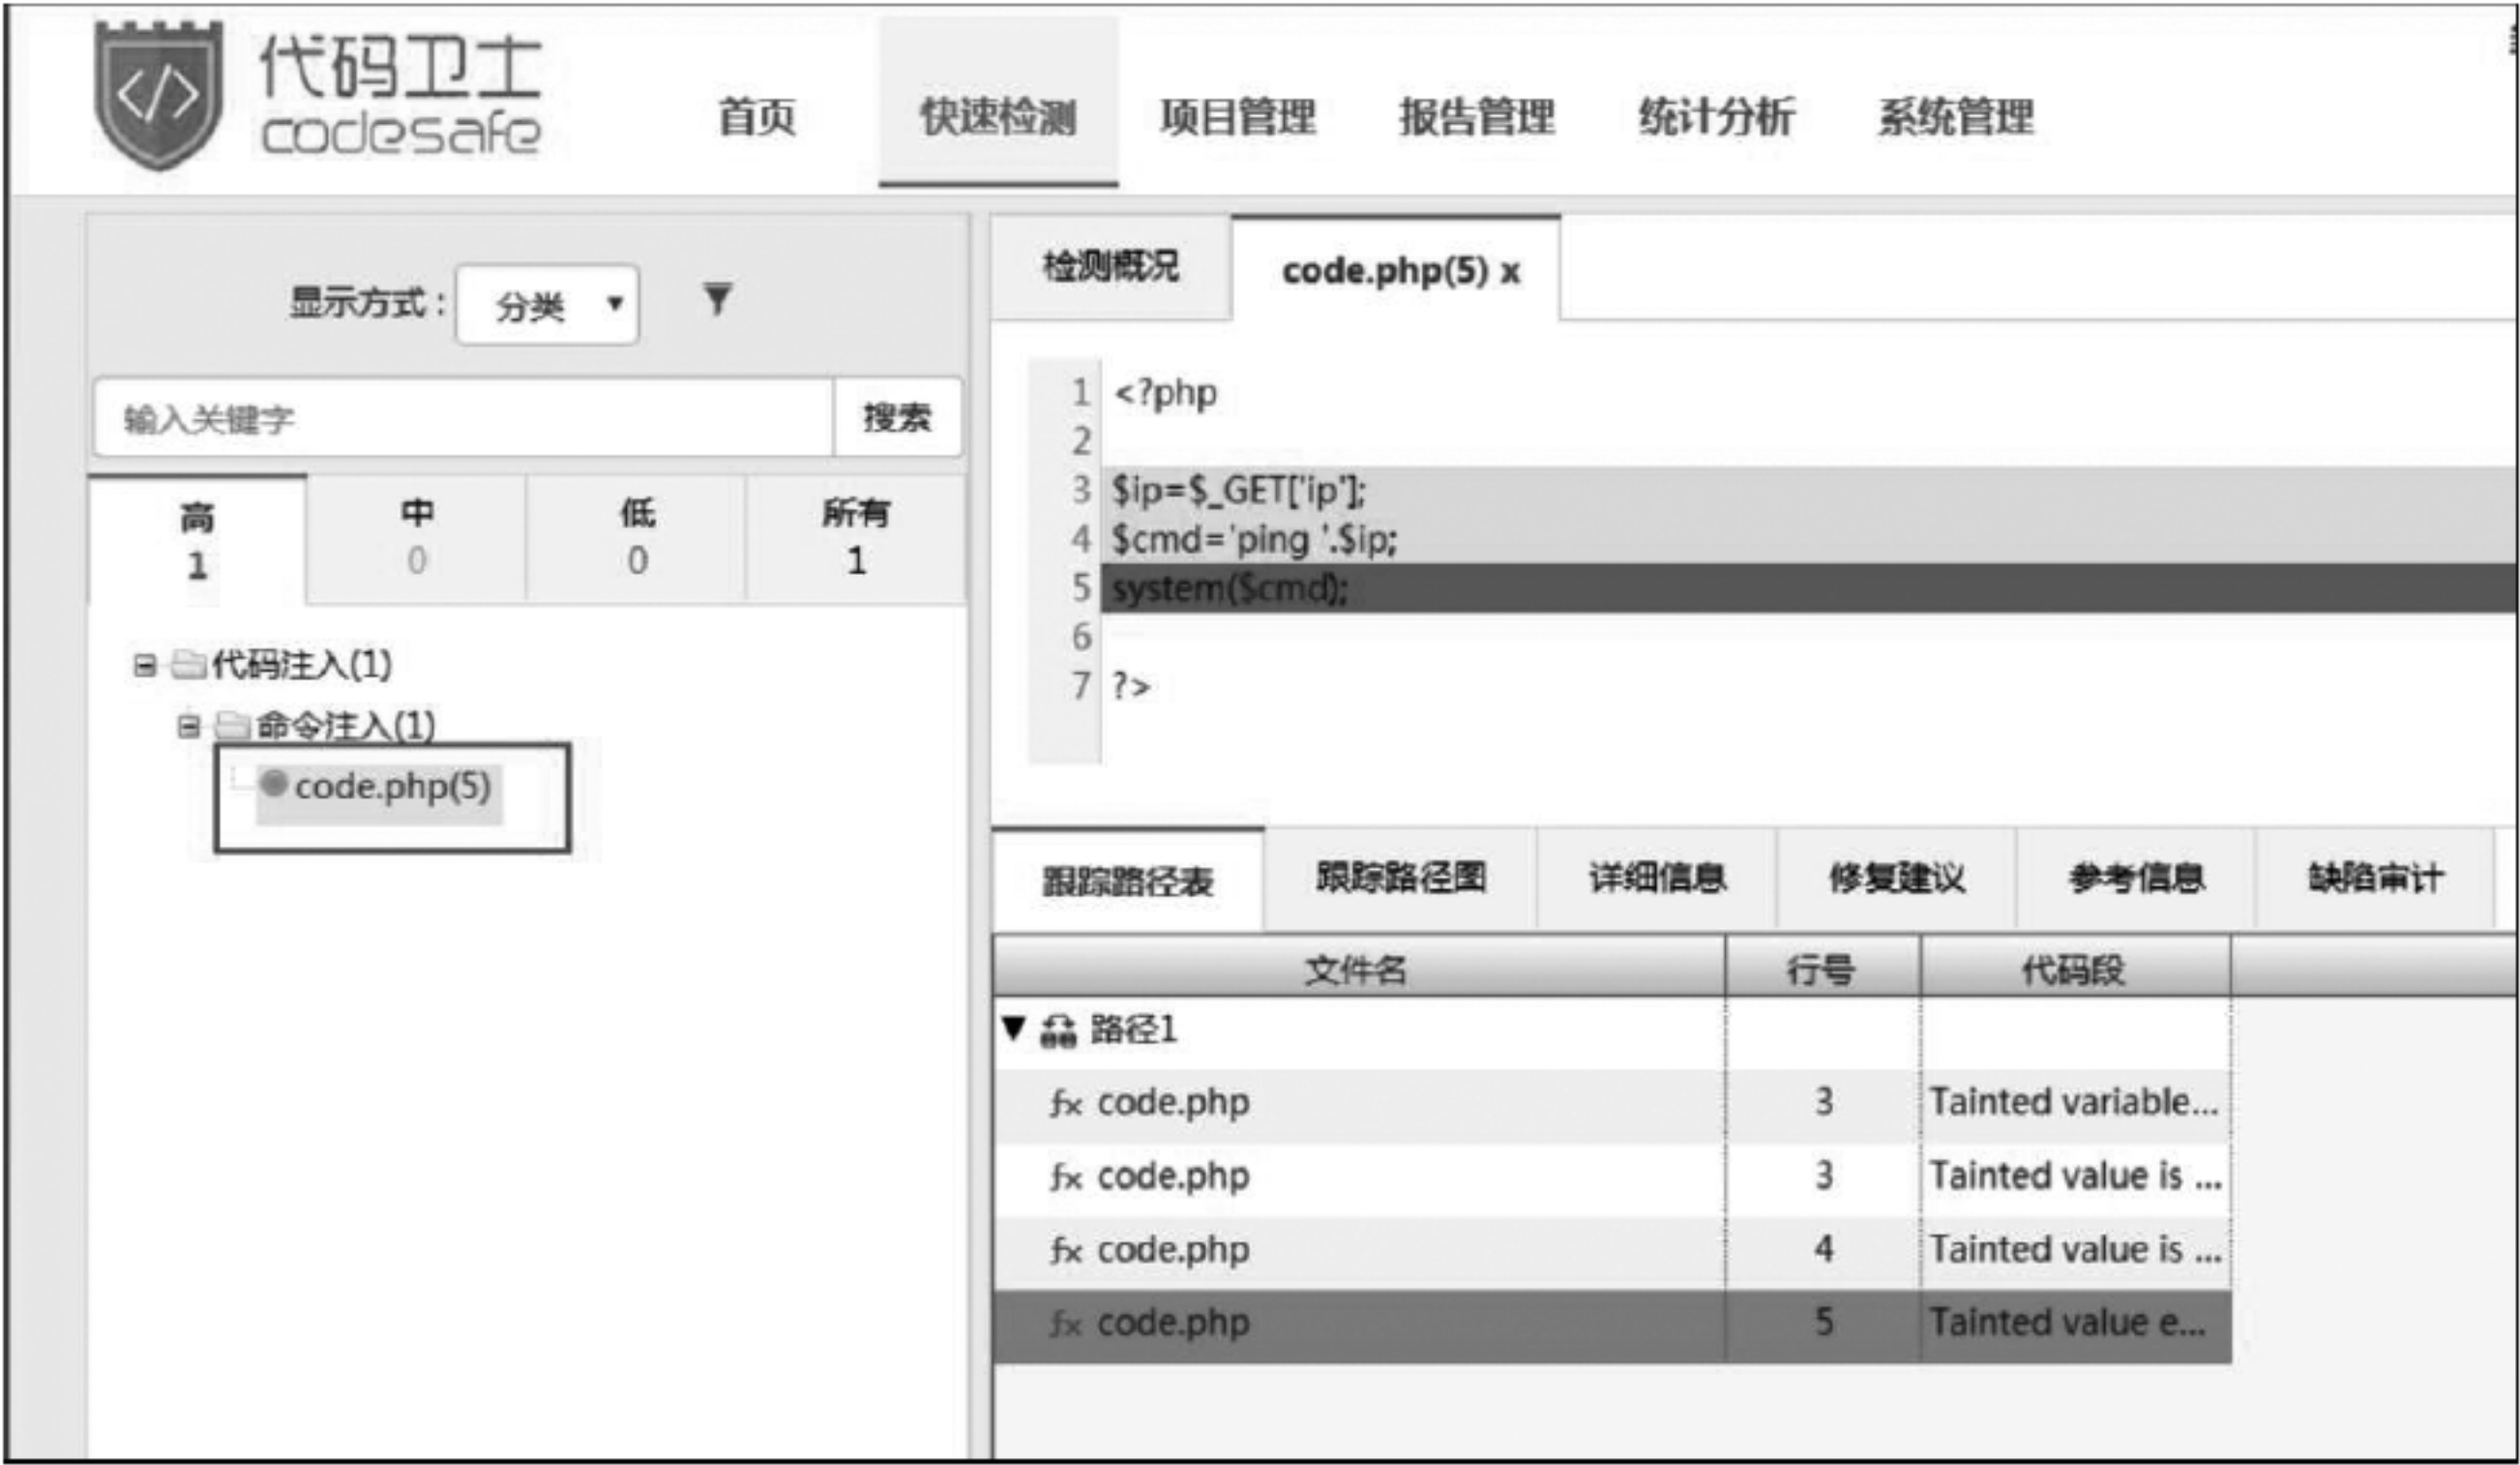 代码卫士
codesafe
首页 快速检测 项目管理 报告管理 统计分析 系统管理
显示方式： 分类
输入关键字 搜索
高 中 低 所有
1 0 0 1
代码注入(1)
命令注入(1)
code.php(5)
检测概况 code.php(5) x
1 <?php
2
3 $ip=$_GET['ip'];
4 $cmd='ping '.$ip;
5 system($cmd);
6
7 ?>
跟踪路径表 跟踪路径图 详细信息 修复建议 参考信息 缺陷审计
文件名 行号 代码段
路径1
fx code.php 3 Tainted variable...
fx code.php 3 Tainted value is ...
fx code.php 4 Tainted value is ...
fx code.php 5 Tainted value e...